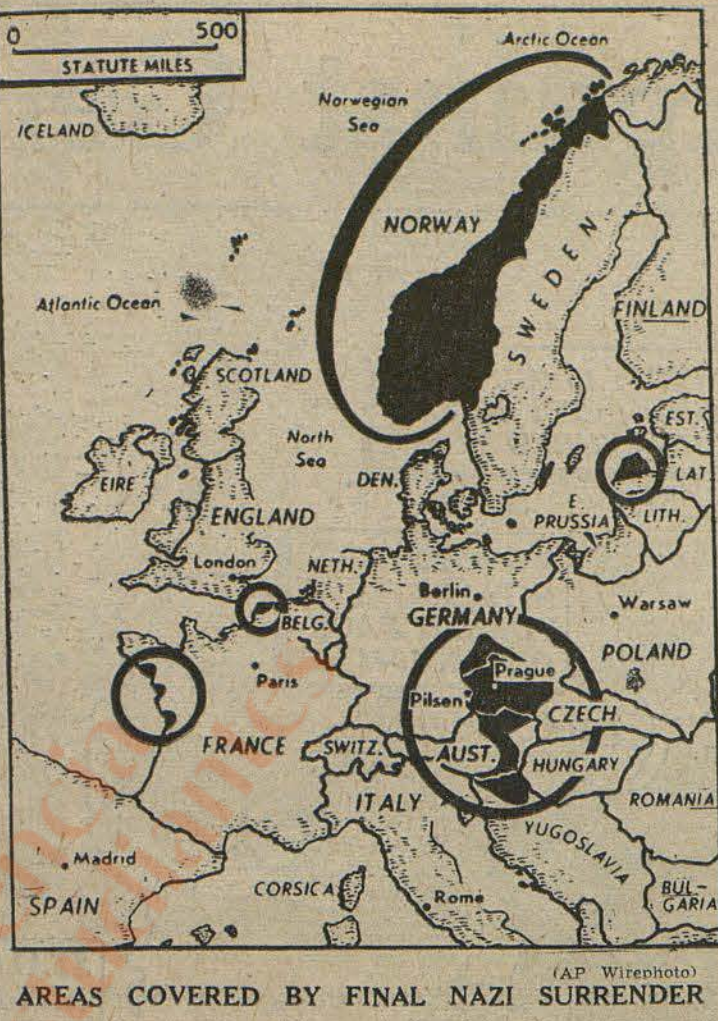 0 500
STATUTE MILES
Arctic Ocean
Norwegian
Sea
ICELAND
NORWAY
SWEDEN
Atlantic Ocean
FINLAND
SCOTLAND
EST.
North
Sea
DEN.
LAT.
EIRE
E.
PRUSSIA
LITH.
ENGLAND
London
NETH.
Berlin
GERMANY
Warsaw
BELG.
POLAND
Paris
Prague
Pilsen
CZECH.
FRANCE
SWITZ.
AUST.
HUNGARY
ITALY
ROMANIA
YUGOSLAVIA
Madrid
CORSICA
Rome
BUL-
GARIA
SPAIN
(AP Wirephoto)
AREAS COVERED BY FINAL NAZI SURRENDER